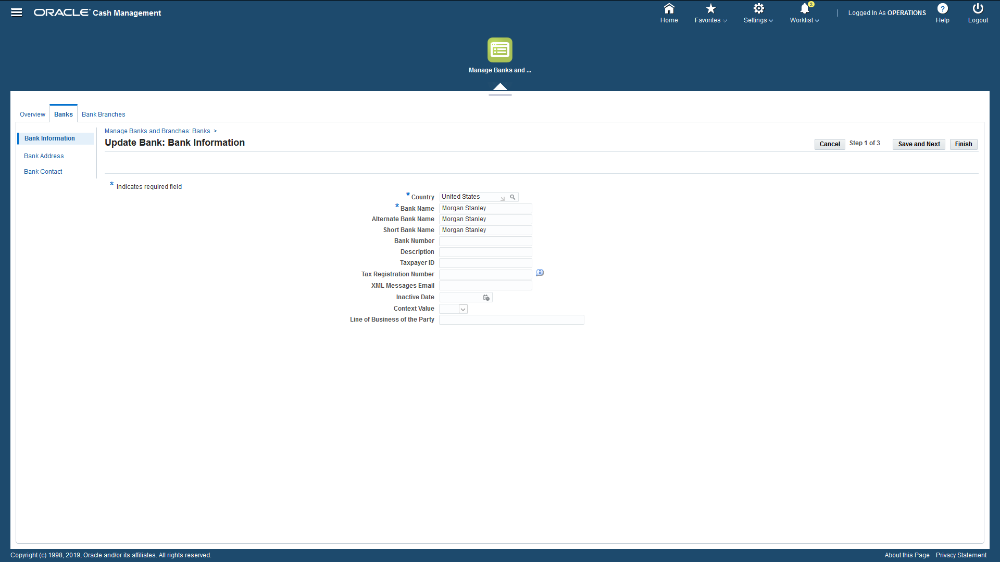 ORACLE Cash Management
Home
Favorites
Settings
Worklist
3
Logged In As OPERATIONS
?
Help
Logout
Manage Banks and ...
Overview
Banks
Bank Branches
Bank Information
Bank Address
Bank Contact
Manage Banks and Branches: Banks >
Update Bank: Bank Information
Cancel
Step 1 of 3
Save and Next
Finish
* Indicates required field
* Country United States
* Bank Name Morgan Stanley
Alternate Bank Name Morgan Stanley
Short Bank Name Morgan Stanley
Bank Number
Description
Taxpayer ID
Tax Registration Number
XML Messages Email
Inactive Date
Context Value
Line of Business of the Party
Copyright (c) 1998, 2019, Oracle and/or its affiliates. All rights reserved.
About this Page
Privacy Statement